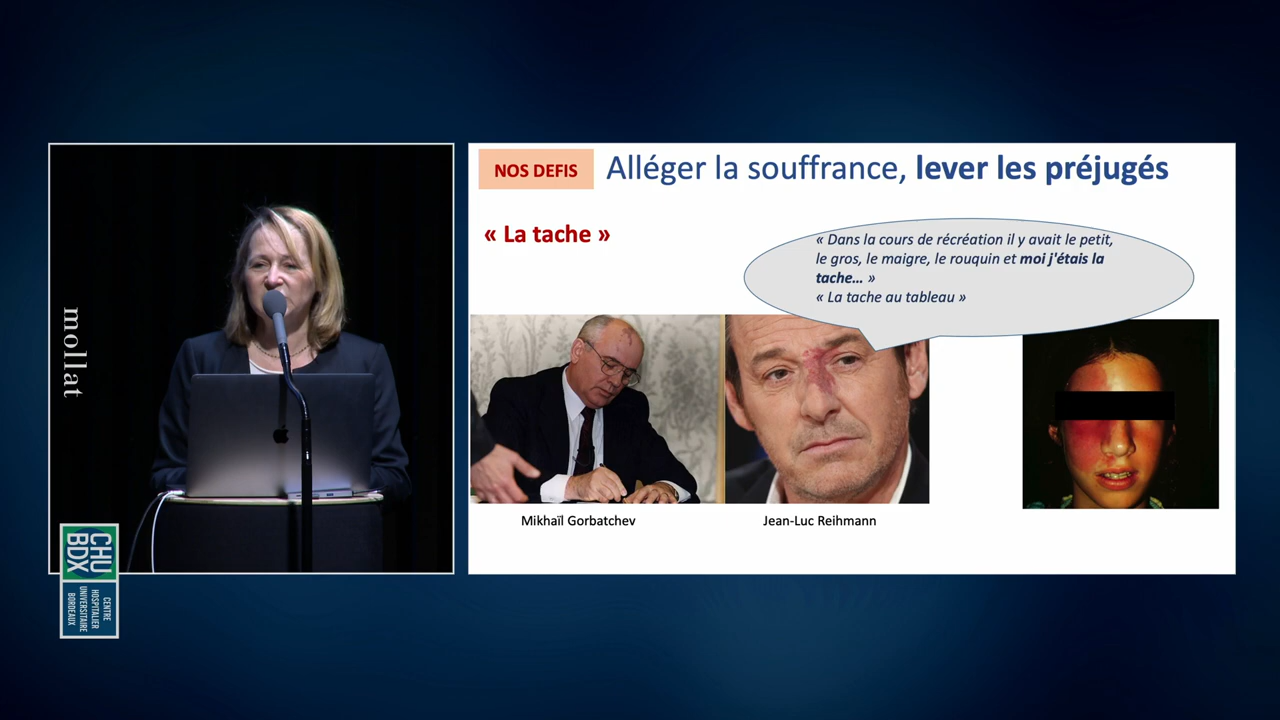 mollat
CHU
BDX
CENTRE
HOSPITALIER
UNIVERSITAIRE
BORDEAUX
NOS DEFIS
Alléger la souffrance, lever les préjugés
« La tache »
« Dans la cours de récréation il y avait le petit,
le gros, le maigre, le rouquin et moi j'étais la
tache... »
« La tache au tableau »
Mikhaïl Gorbatchev
Jean-Luc Reihmann